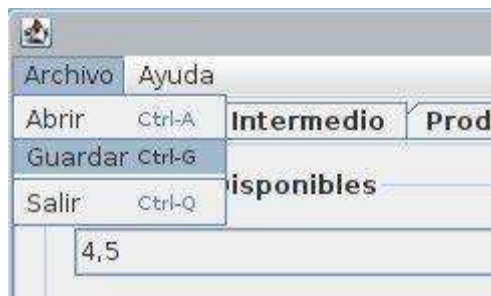 Archivo Ayuda
Abrir Ctrl-A Intermedio Prod
Guardar Ctrl-G
isponibles
Salir Ctrl-Q
4,5